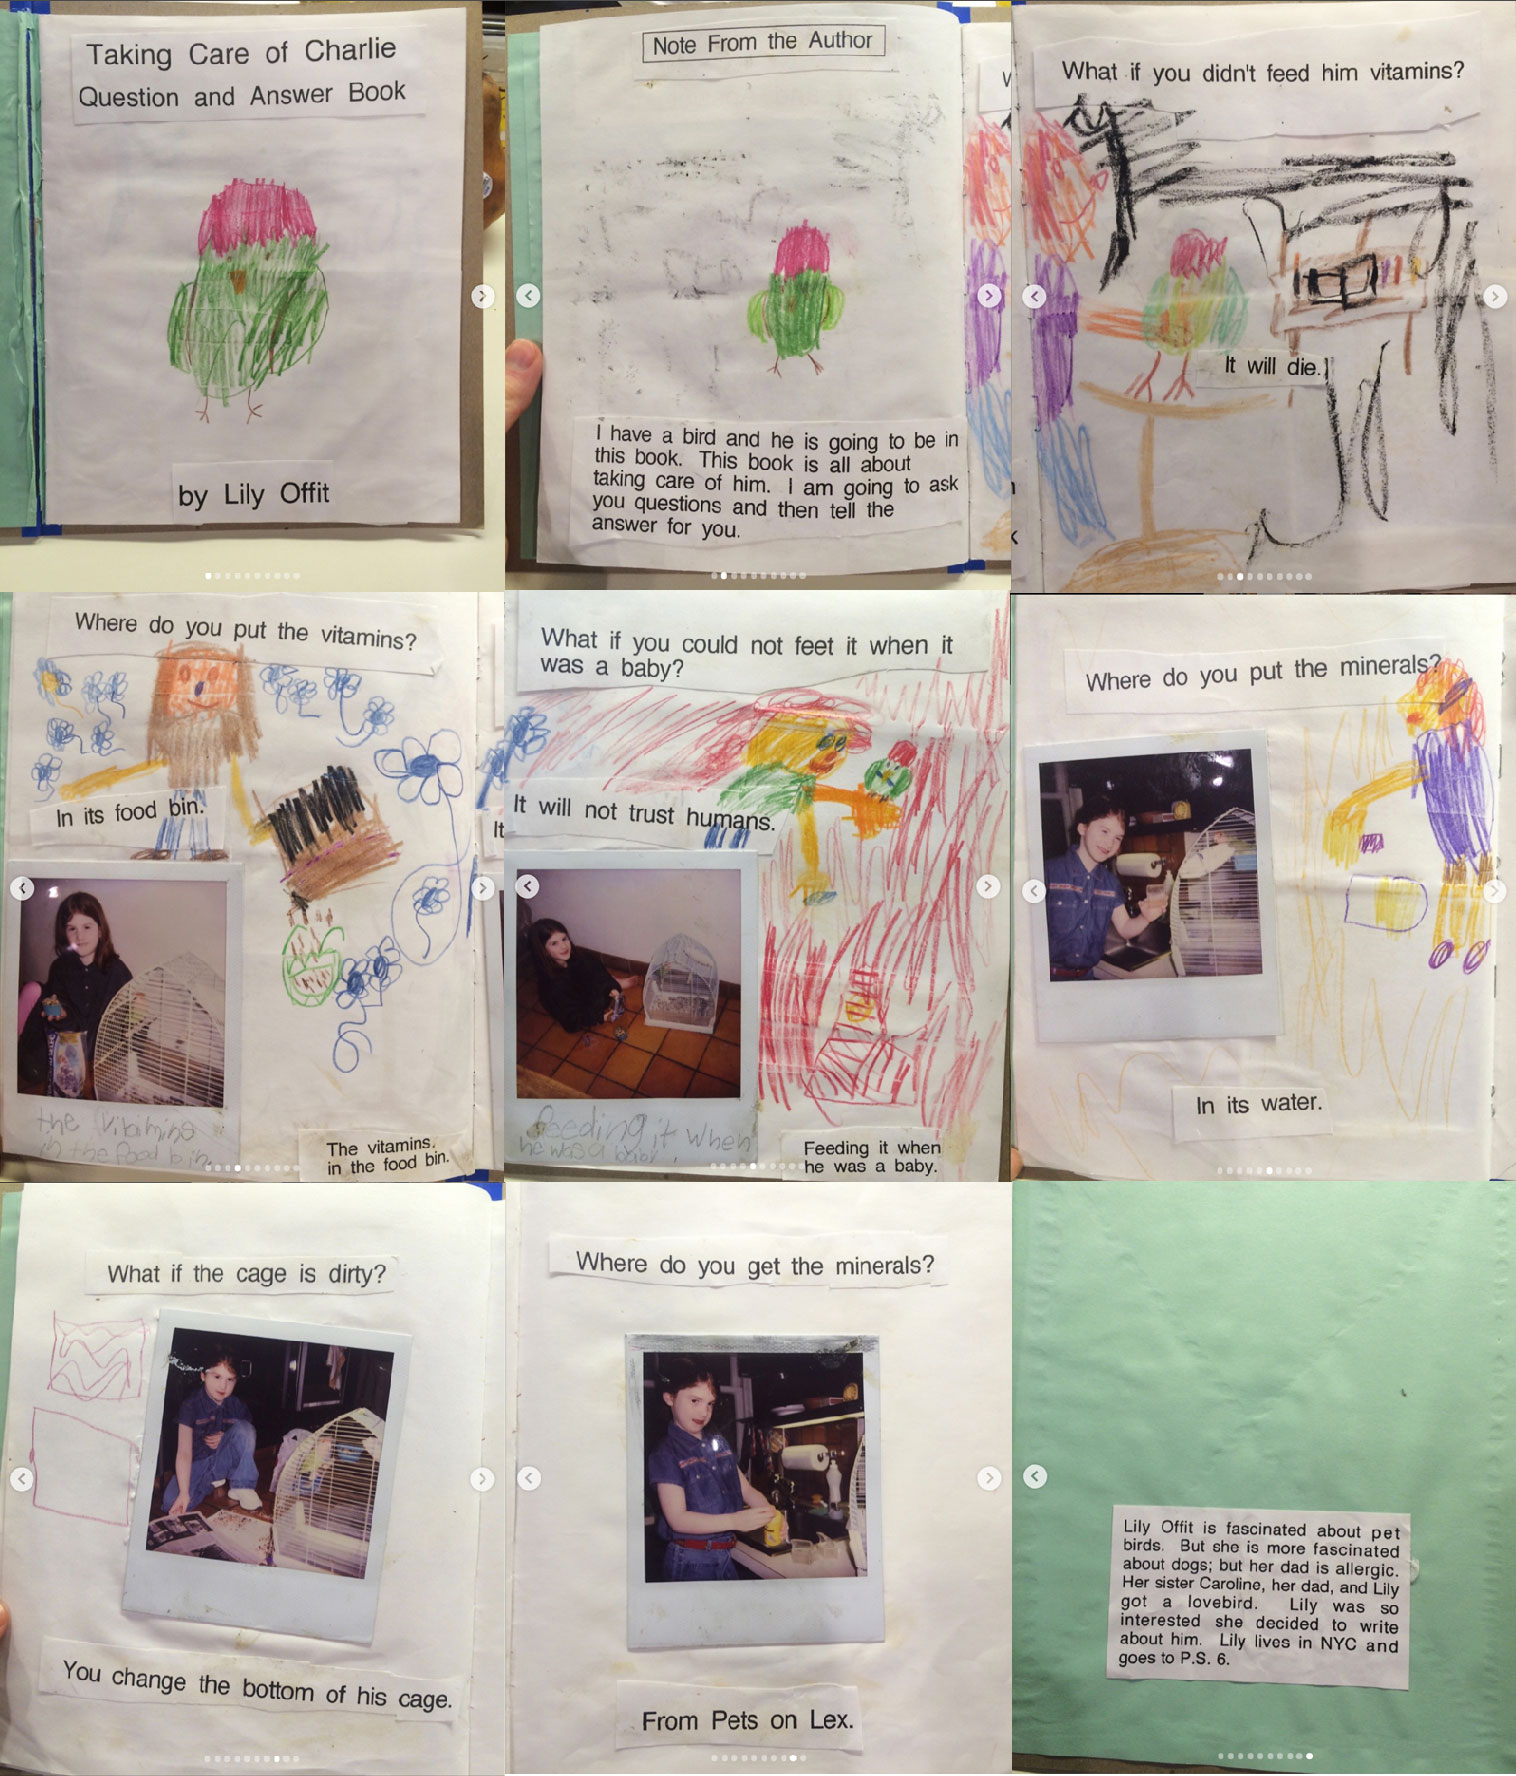 Taking Care of Charlie
Question and Answer Book
by Lily Offit
Note From the Author
I have a bird and he is going to be in
this book. This book is all about
taking care of him. I am going to ask
you questions and then tell the
answer for you.
What if you didn't feed him vitamins?
It will die.
Where do you put the vitamins?
In its food bin.
the vitamins
in the food bin.
The vitamins.
in the food bin.
What if you could not feet it when it
was a baby?
It will not trust humans.
feeding it when
he was a baby.
Feeding it when
he was a baby.
Where do you put the minerals?
In its water.
What if the cage is dirty?
You change the bottom of his cage.
Where do you get the minerals?
From Pets on Lex.
Lily Offit is fascinated about pet
birds. But she is more fascinated
about dogs; but her dad is allergic.
Her sister Caroline, her dad, and Lily
got a lovebird. Lily was so
interested she decided to write
about him. Lily lives in NYC and
goes to P.S. 6.